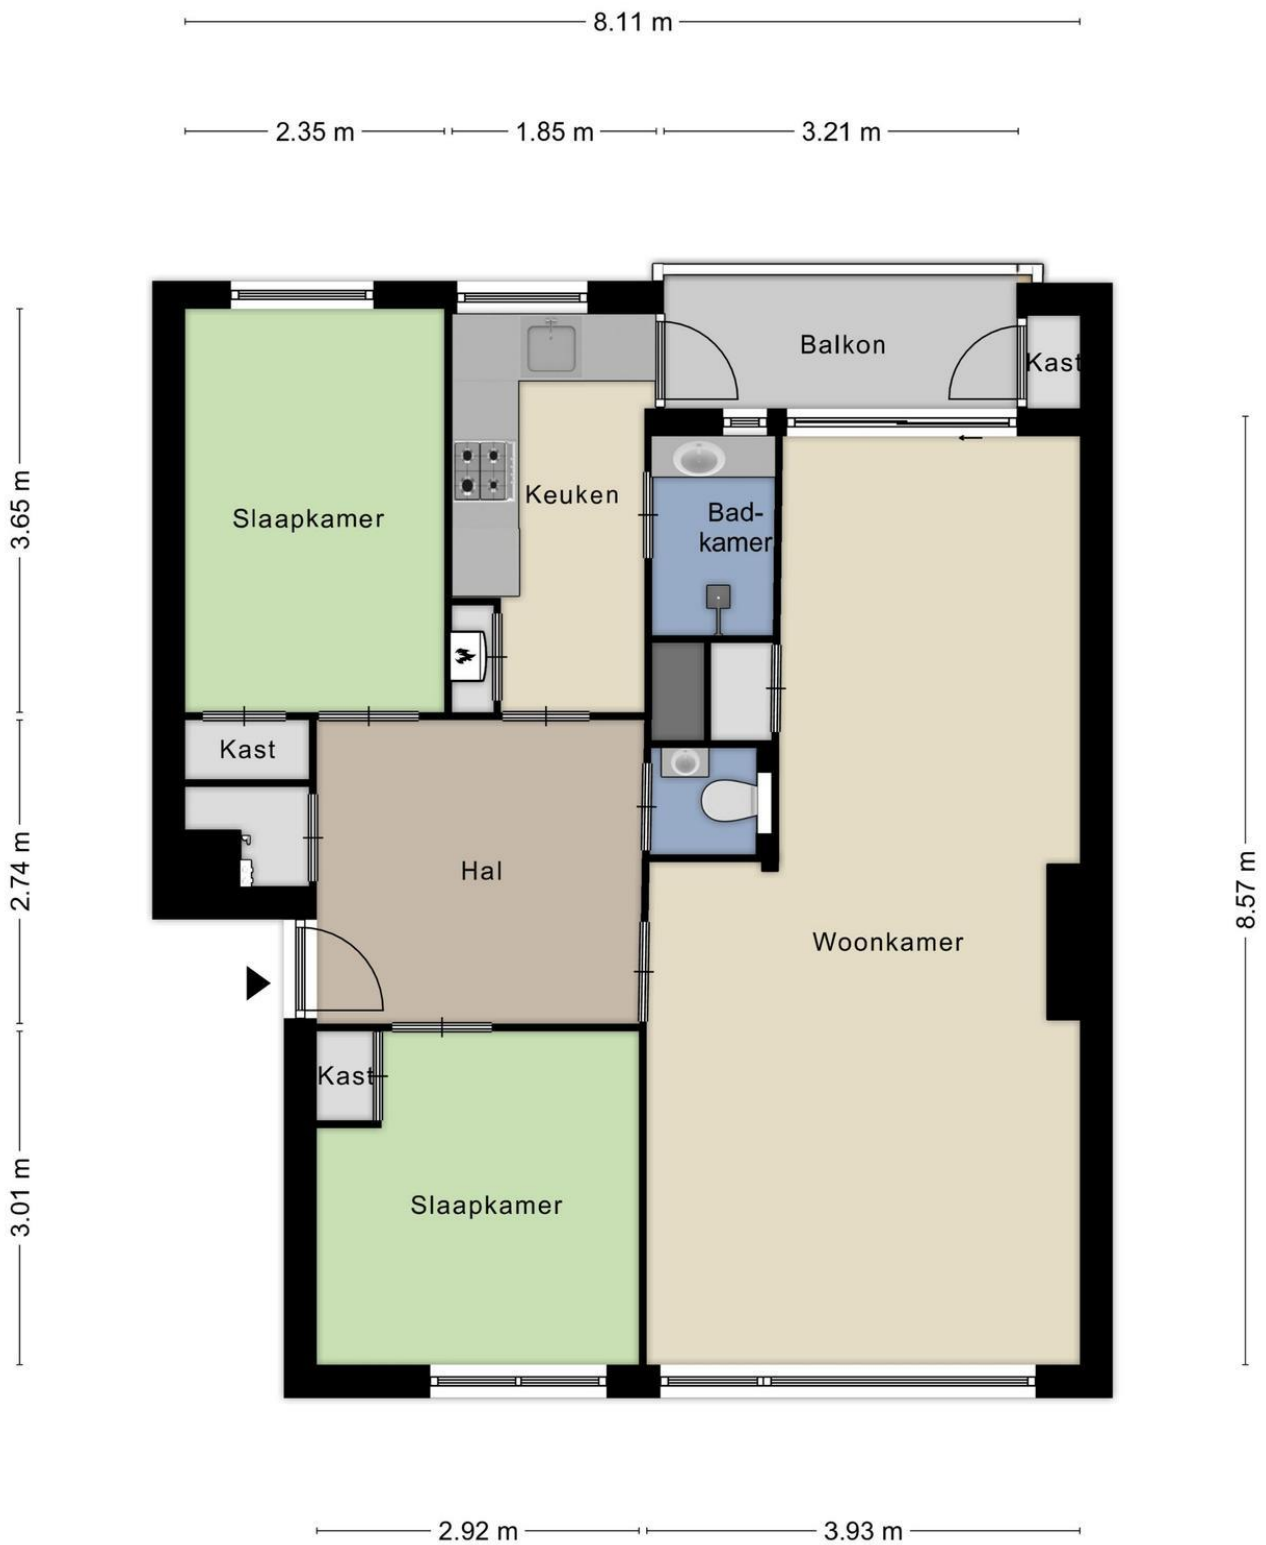 8.11 m
2.35 m
1.85 m
3.21 m
Balkon
Kast
3.65 m
Slaapkamer
Keuken
Bad-
kamer
Kast
2.74 m
Hal
8.57 m
Woonkamer
Kast
3.01 m
Slaapkamer
2.92 m
3.93 m